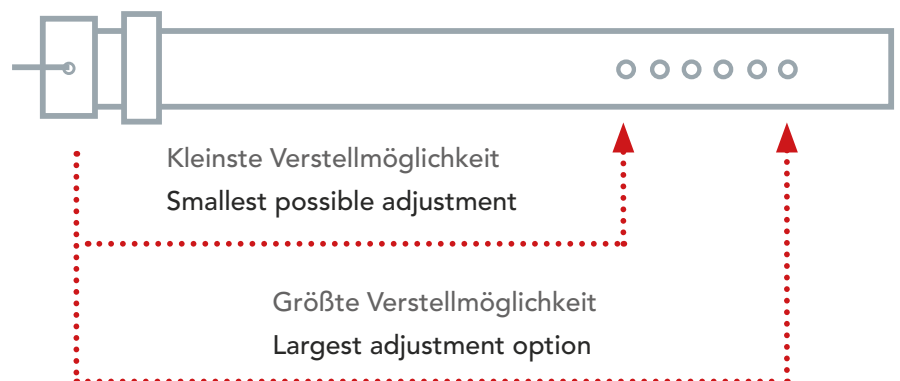 Kleinste Verstellmöglichkeit
Smallest possible adjustment
Größte Verstellmöglichkeit
Largest adjustment option